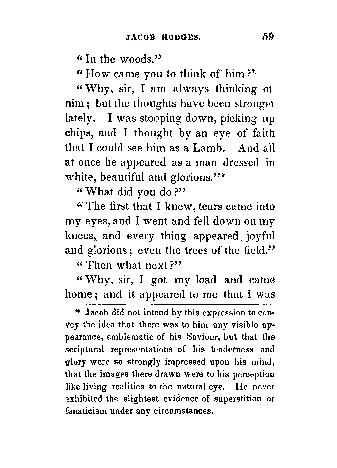 JACOB HODGES. 59
“ In the woods.”
“ How came you to think of him ?”
“ Why, sir, I am always thinking of
him ; but the thoughts have been stronger
lately. I was stooping down, picking up
chips, and I thought by an eye of faith
that I could see him as a Lamb. And all
at once he appeared as a man dressed in
white, beautiful and glorious.”*
“ What did you do ?”
“ The first that I knew, tears came into
my eyes, and I went and fell down on my
knees, and every thing appeared joyful
and glorious ; even the trees of the field.”
“ Then what next ?”
“ Why, sir, I got my load and came
home ; and it appeared to me that I was
* Jacob did not intend by this expression to con-
vey the idea that there was to him any visible ap-
pearance, emblematic of his Saviour, but that the
scriptural representations of his tenderness and
glory were so strongly impressed upon his mind,
that the images there drawn were to his perception
like living realities to the natural eye. He never
exhibited the slightest evidence of superstition or
fanaticism under any circumstances.